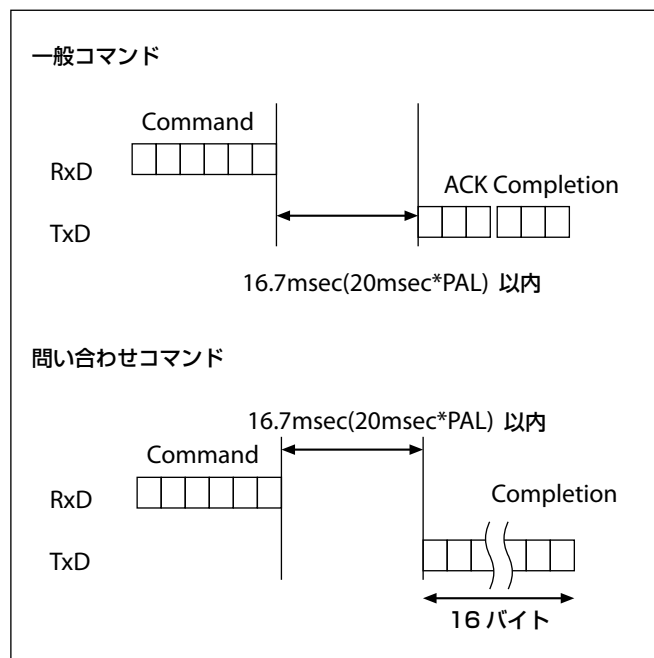 一般コマンド
Command
RxD
ACK Completion
TxD
16.7msec(20msec*PAL) 以内
問い合わせコマンド
16.7msec(20msec*PAL) 以内
Command
RxD
Completion
TxD
16 バイト